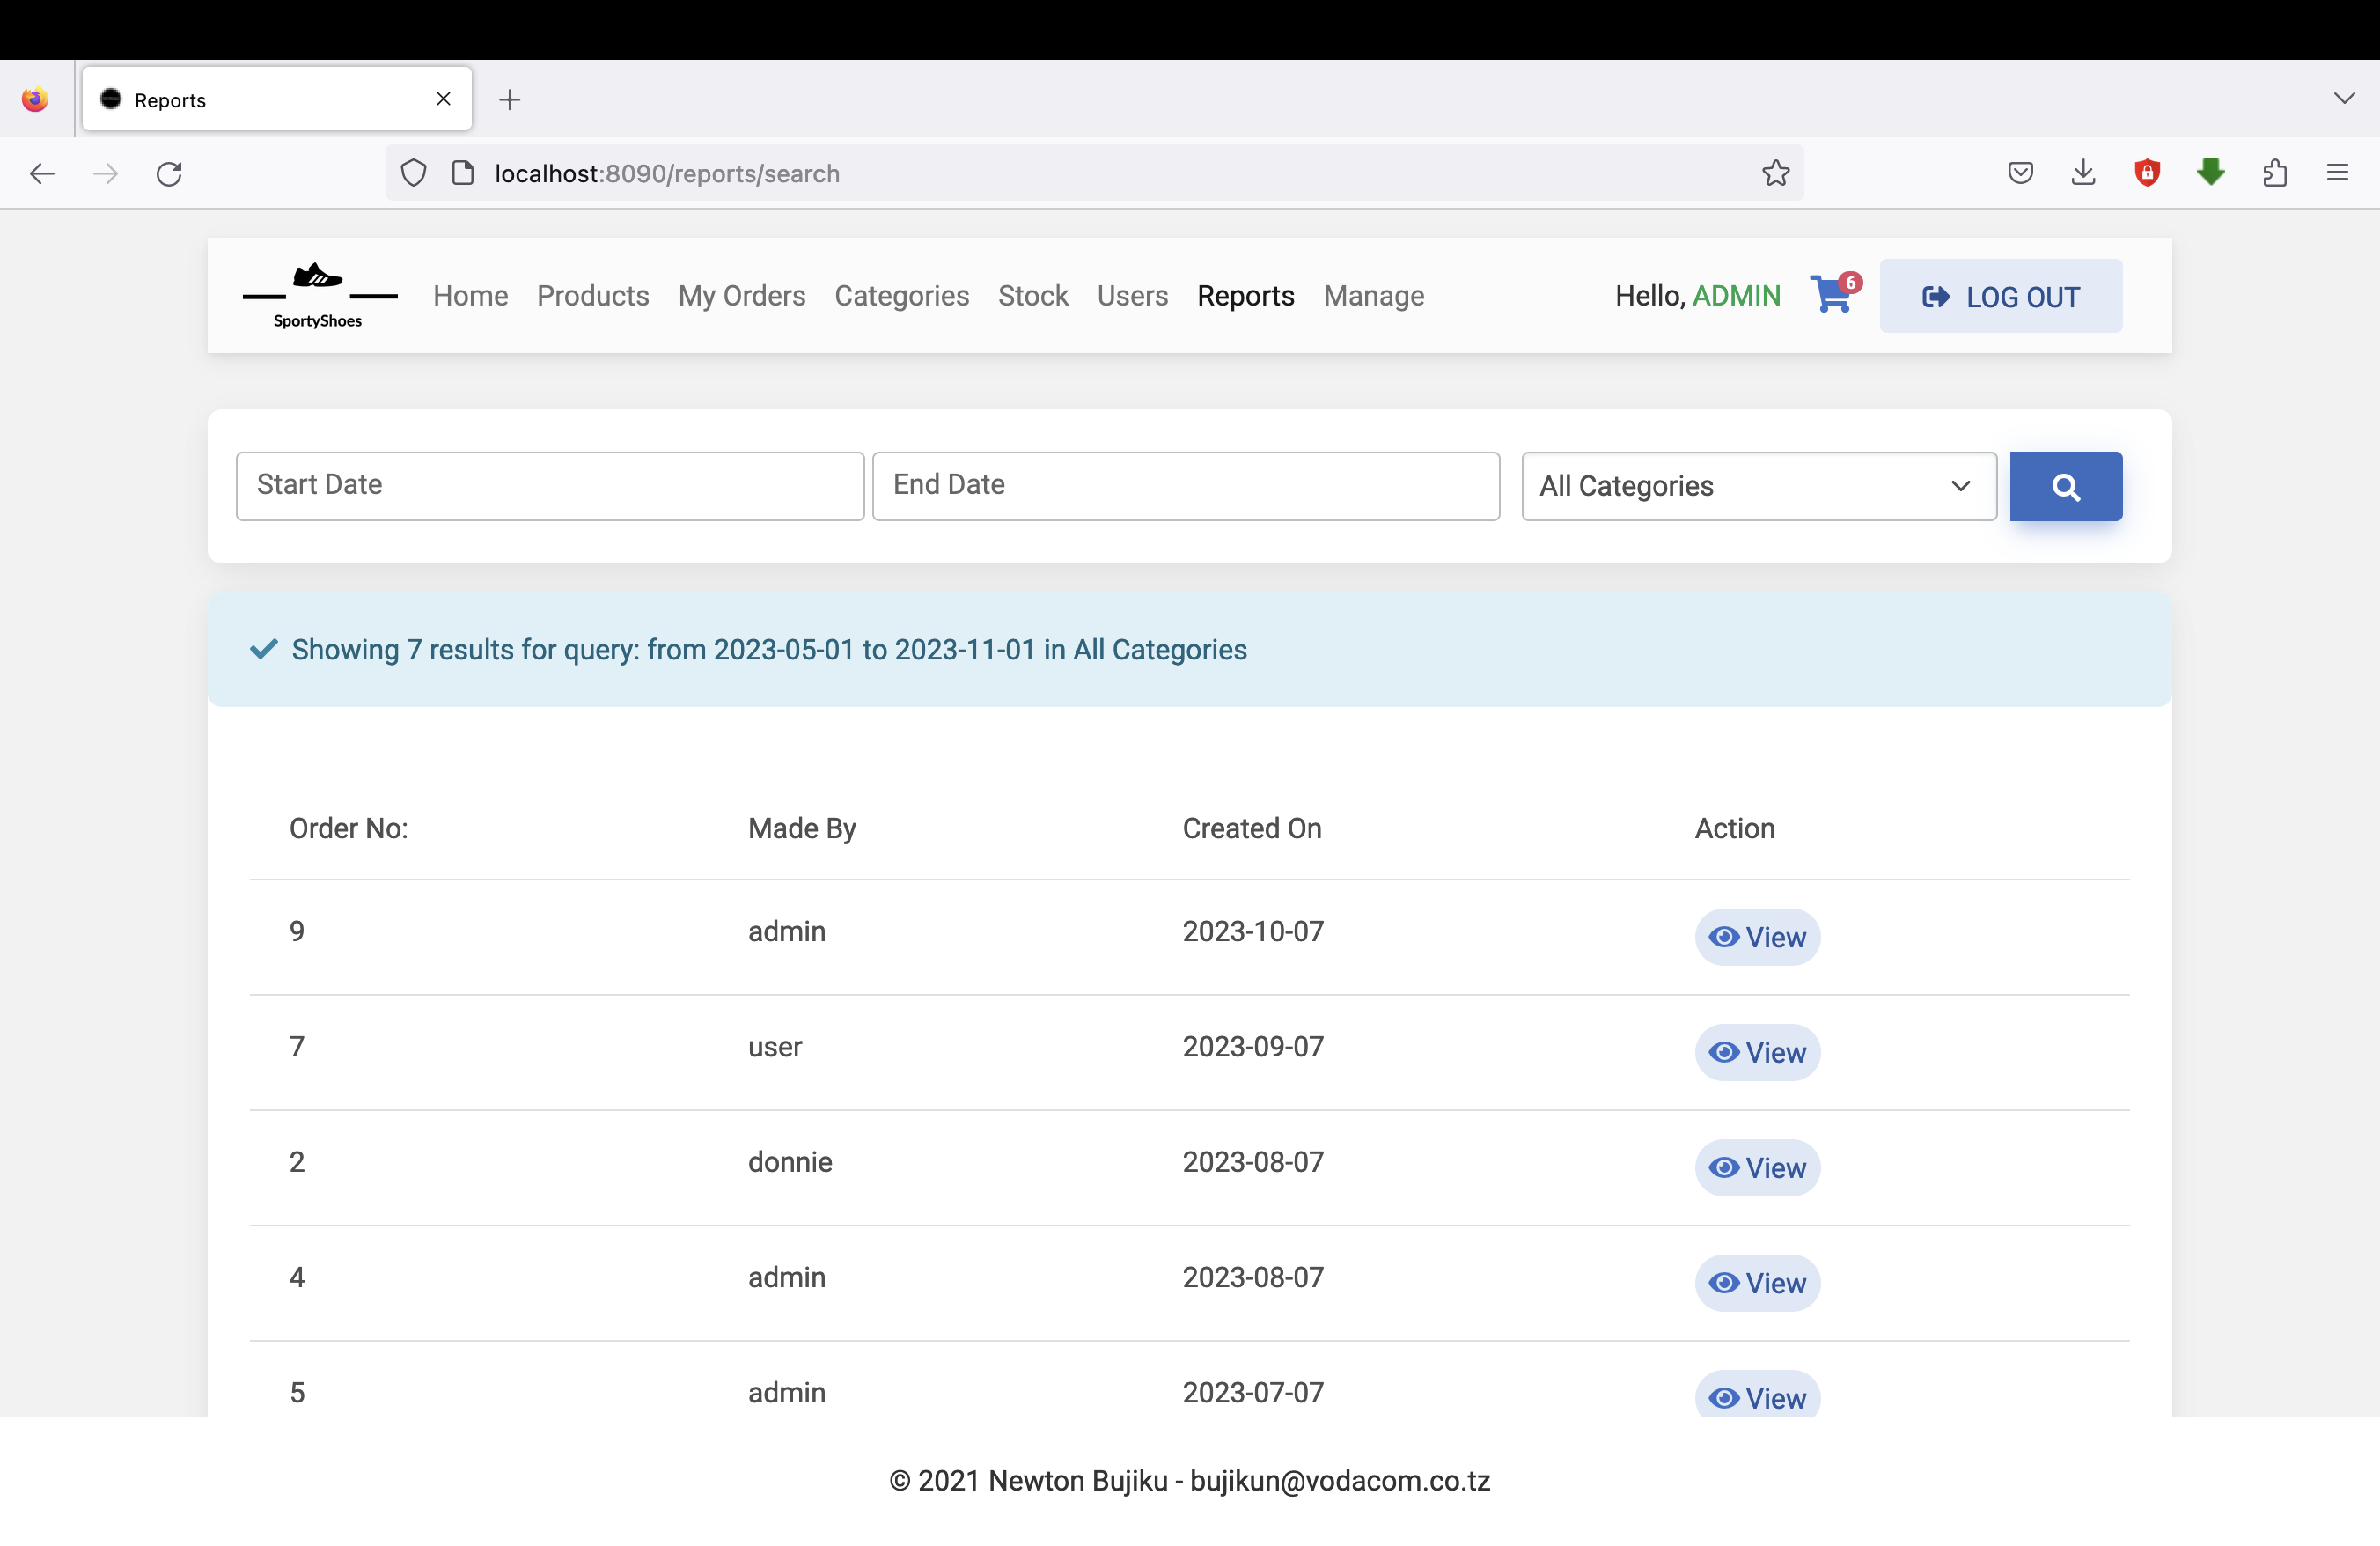 Reports
localhost:8090/reports/search
SportyShoes
Home Products My Orders Categories Stock Users Reports Manage Hello, ADMIN 6 LOG OUT
Start Date End Date All Categories
Showing 7 results for query: from 2023-05-01 to 2023-11-01 in All Categories
Order No: Made By Created On Action
9 admin 2023-10-07 View
7 user 2023-09-07 View
2 donnie 2023-08-07 View
4 admin 2023-08-07 View
5 admin 2023-07-07 View
© 2021 Newton Bujiku - bujikun@vodacom.co.tz